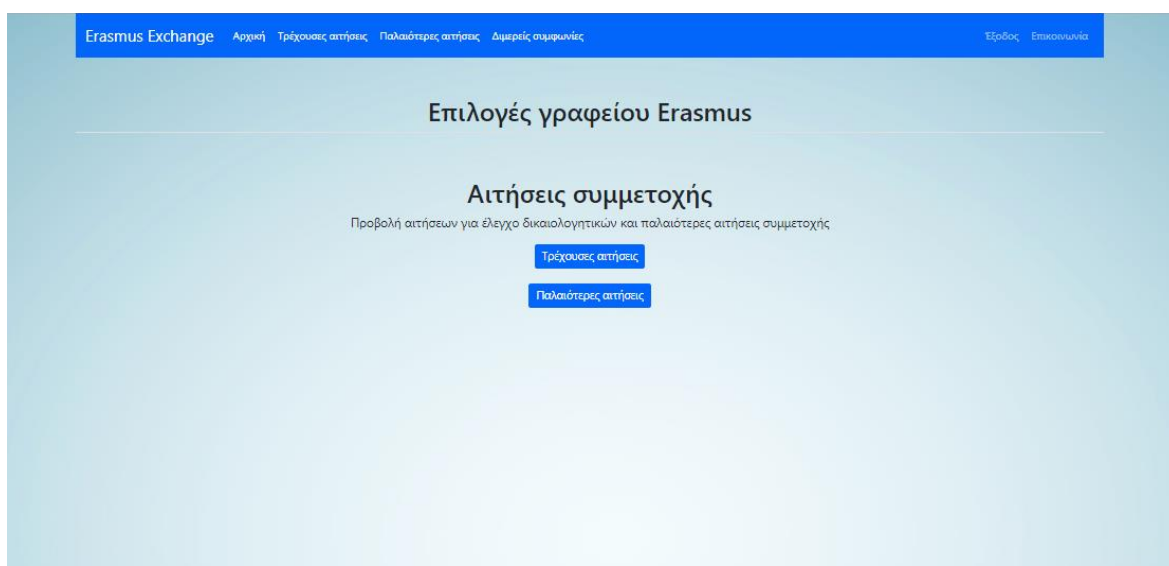 Erasmus Exchange Αρχική Τρέχουσες αιτήσεις Παλαιότερες αιτήσεις Διμερείς συμφωνίες Έξοδος Επικοινωνία
Επιλογές γραφείου Erasmus
Αιτήσεις συμμετοχής
Προβολή αιτήσεων για έλεγχο δικαιολογητικών και παλαιότερες αιτήσεις συμμετοχής
Τρέχουσες αιτήσεις
Παλαιότερες αιτήσεις